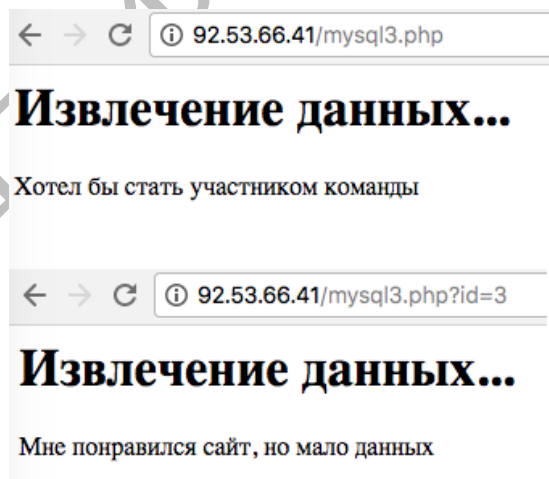 92.53.66.41/mysql3.php
Извлечение данных...
Хотел бы стать участником команды
92.53.66.41/mysql3.php?id=3
Извлечение данных...
Мне понравился сайт, но мало данных